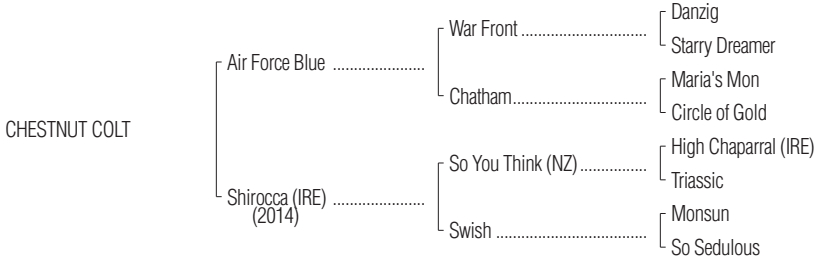 Danzig
War Front ..............................
Starry Dreamer
Air Force Blue ......................
Maria's Mon
Chatham................................
Circle of Gold
CHESTNUT COLT
High Chaparral (IRE)
So You Think (NZ)................
Triassic
Shirocca (IRE) ......................
(2014)
Monsun
Swish ....................................
So Sedulous